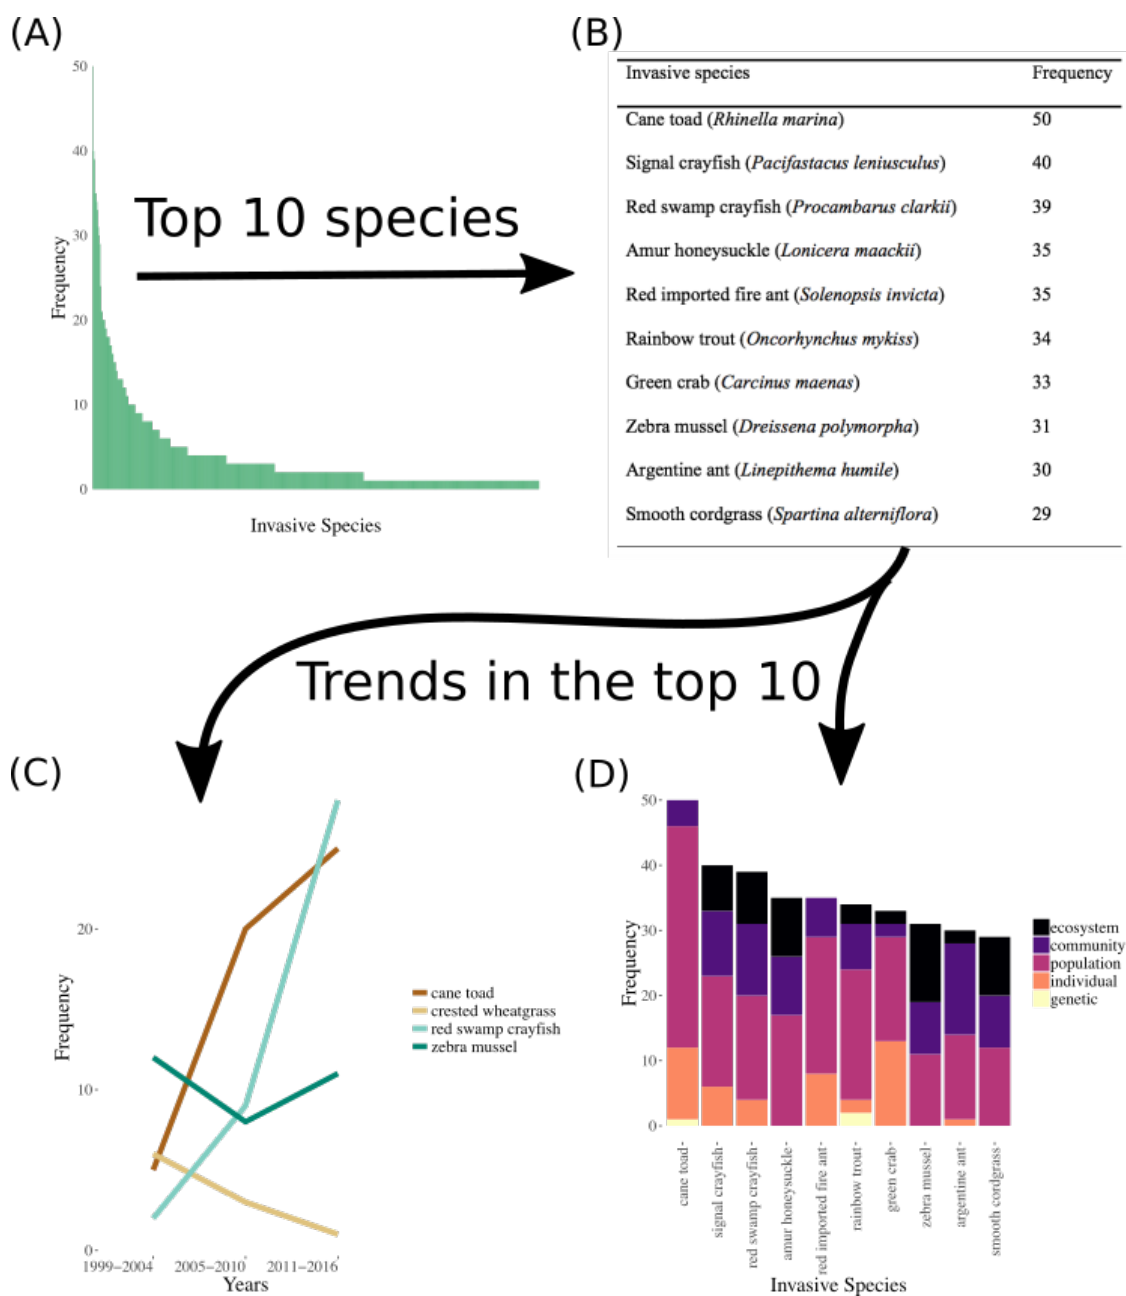 (A)
50
40
30
20
10
0
Frequency
Invasive Species
Top 10 species
(B)
Invasive species Frequency
Cane toad (Rhinella marina) 50
Signal crayfish (Pacifastacus leniusculus) 40
Red swamp crayfish (Procambarus clarkii) 39
Amur honeysuckle (Lonicera maackii) 35
Red imported fire ant (Solenopsis invicta) 35
Rainbow trout (Oncorhynchus mykiss) 34
Green crab (Carcinus maenas) 33
Zebra mussel (Dreissena polymorpha) 31
Argentine ant (Linepithema humile) 30
Smooth cordgrass (Spartina alterniflora) 29
Trends in the top 10
(C)
20
10
0
Frequency
1999–2004 2005–2010 2011–2016
Years
cane toad
crested wheatgrass
red swamp crayfish
zebra mussel
(D)
50
40
30
20
10
0
Frequency
cane toad
signal crayfish
red swamp crayfish
amur honeysuckle
red imported fire ant
rainbow trout
green crab
zebra mussel
argentine ant
smooth cordgrass
Invasive Species
ecosystem
community
population
individual
genetic